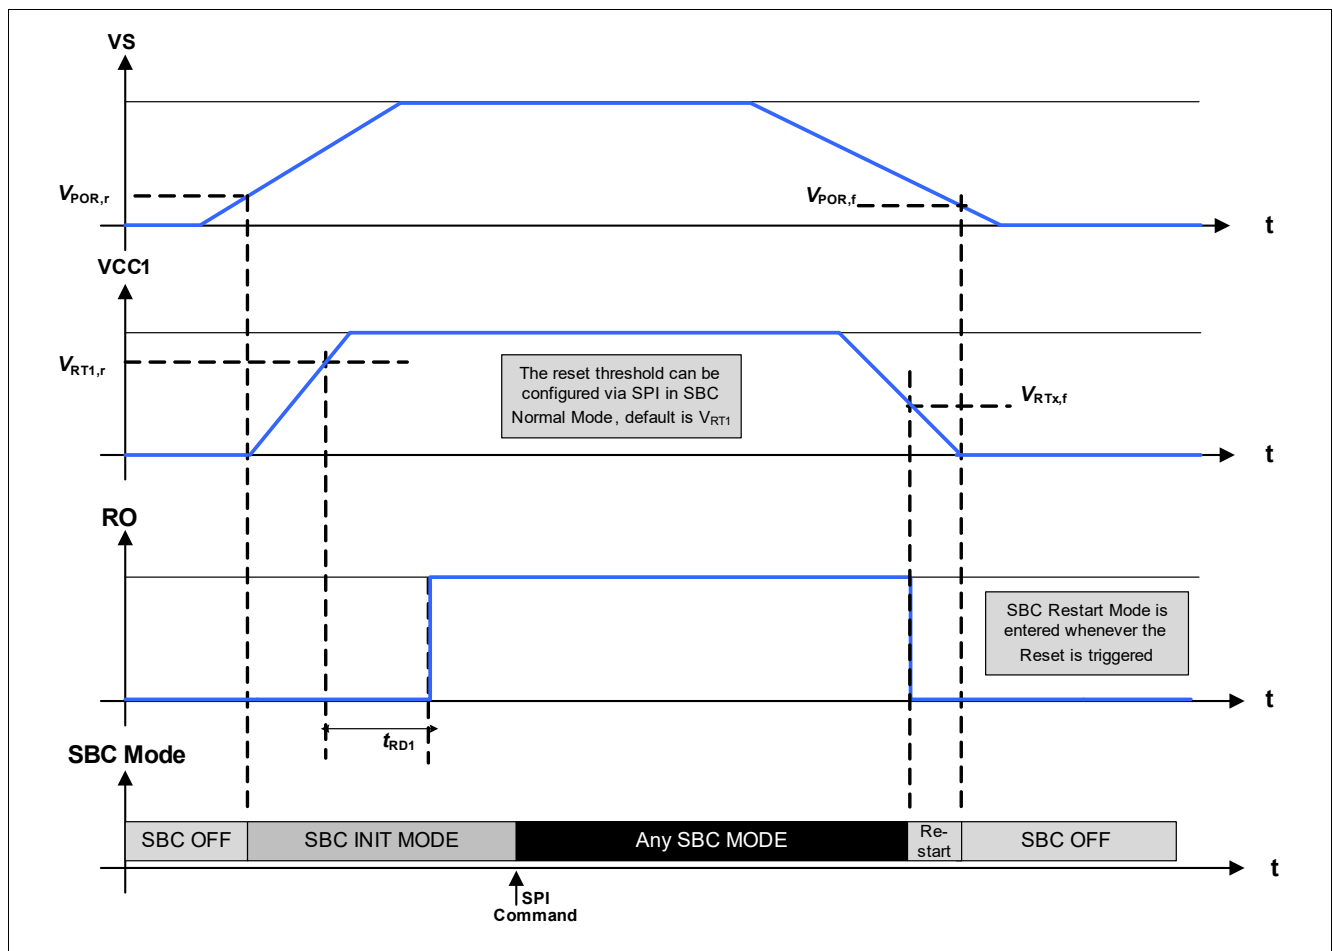 VS
VPOR,r
VPOR,f
t
VCC1
VRT1,r
The reset threshold can be
configured via SPI in SBC
Normal Mode, default is VRT1
VRTx,f
t
RO
SBC Restart Mode is
entered whenever the
Reset is triggered
t
tRD1
SBC Mode
SBC OFF
SBC INIT MODE
Any SBC MODE
Re-
start
SBC OFF
t
SPI
Command